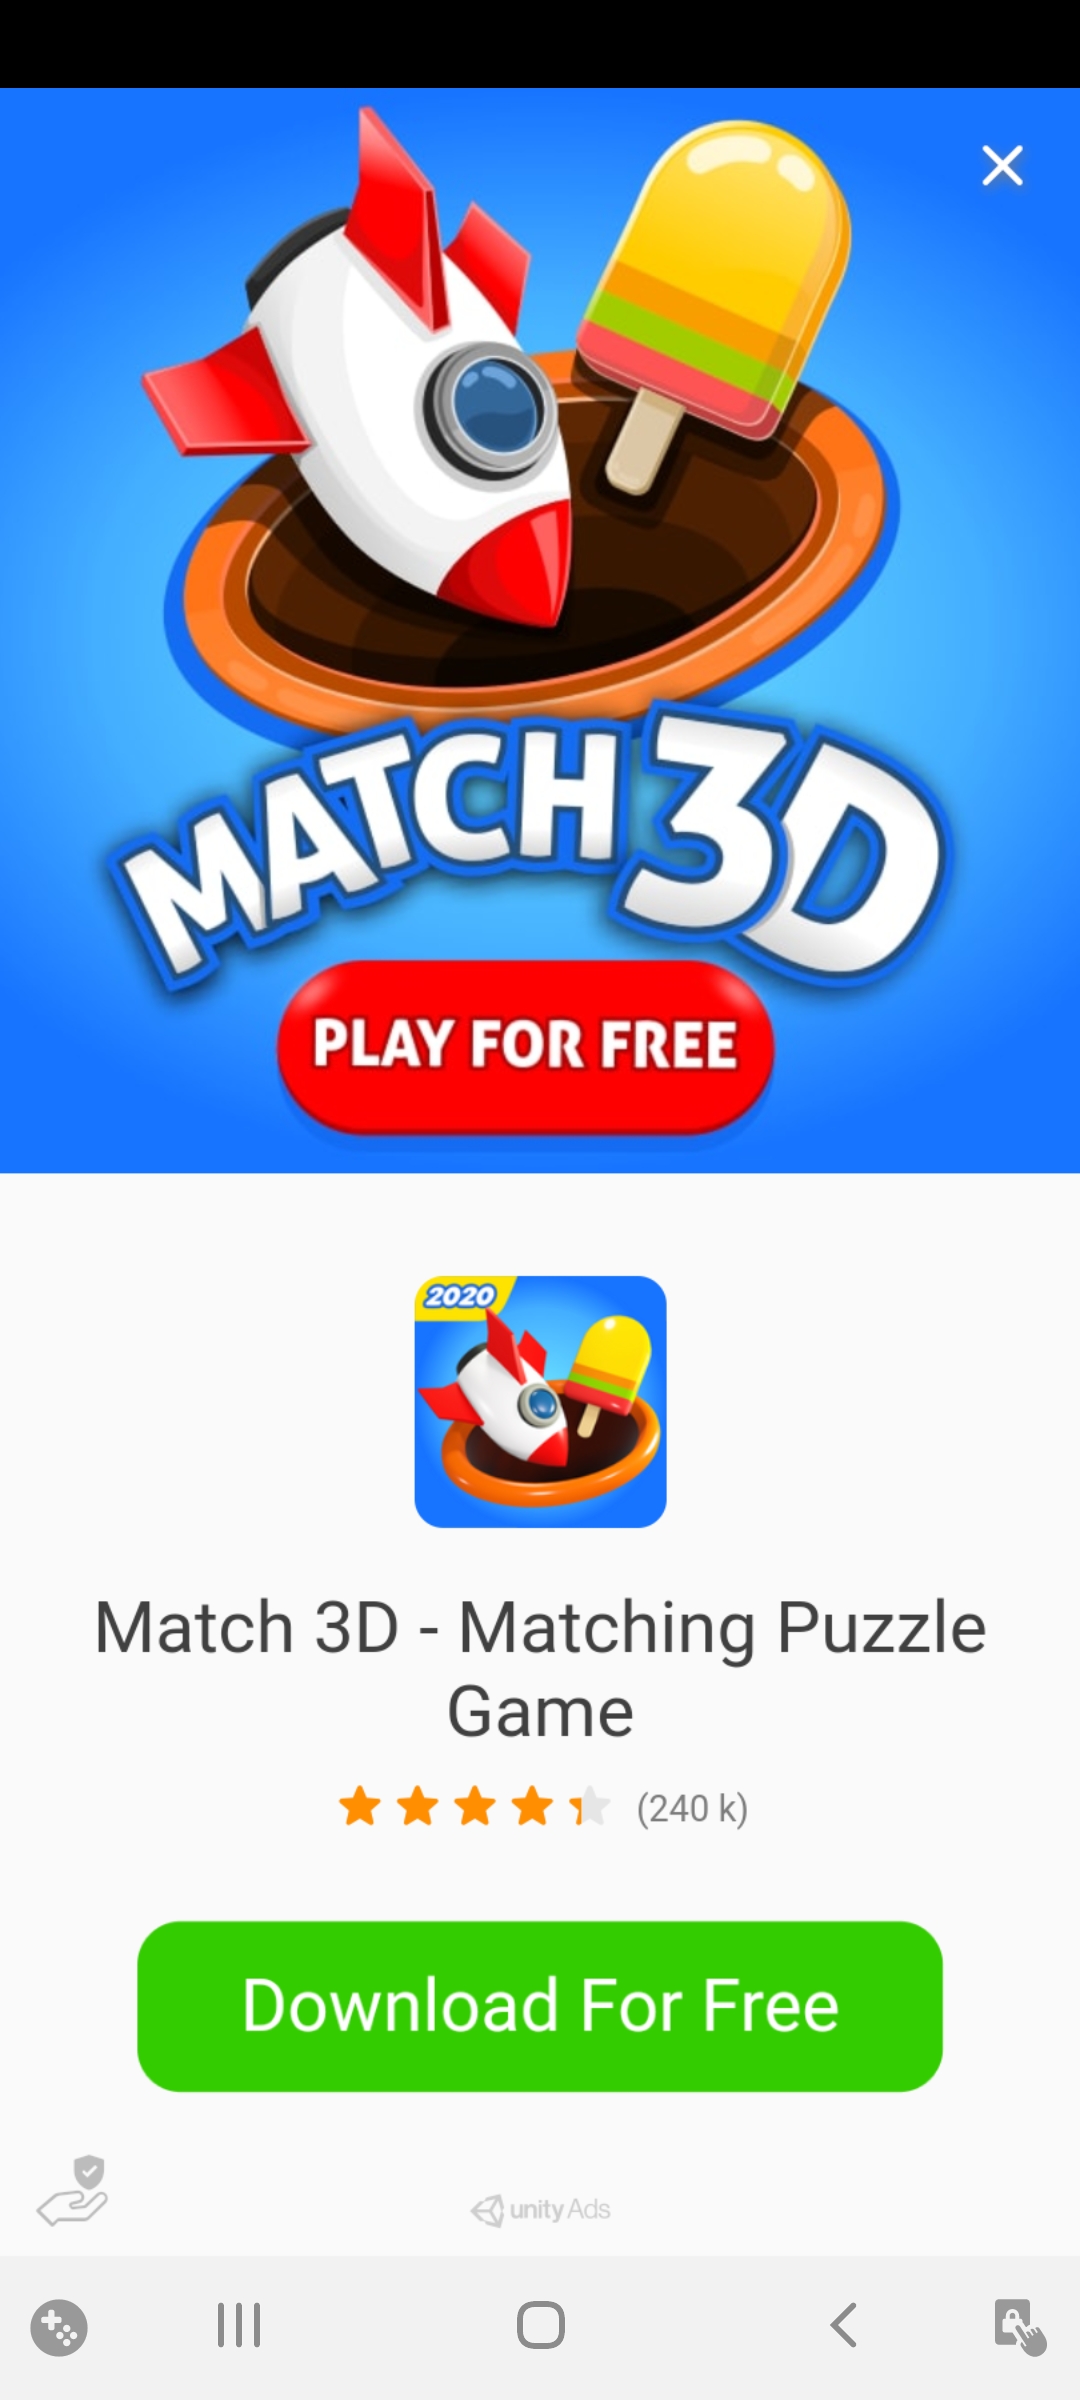 MATCH 3D
PLAY FOR FREE
2020
Match 3D - Matching Puzzle
Game
(240 k)
Download For Free
unity Ads